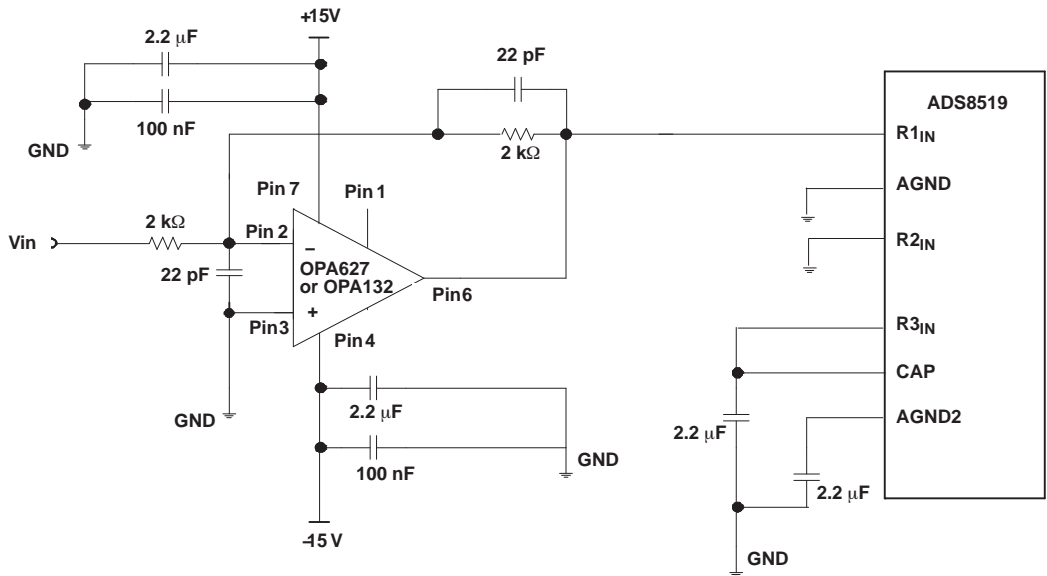 +15V
2.2 μF
22 pF
100 nF
GND
2 kΩ
ADS8519
R1IN
AGND
R2IN
R3IN
CAP
AGND2
Pin 7
Pin 1
Vin
2 kΩ
Pin 2
–
22 pF
OPA627
or OPA132
Pin 6
Pin3
+
Pin 4
GND
2.2 μF
100 nF
GND
-15 V
2.2 μF
2.2 μF
GND